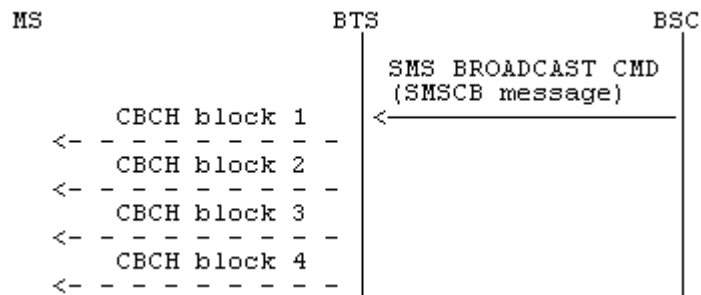 MS BTS BSC
SMS BROADCAST CMD
(SMSCB message)
CBCH block 1
CBCH block 2
CBCH block 3
CBCH block 4